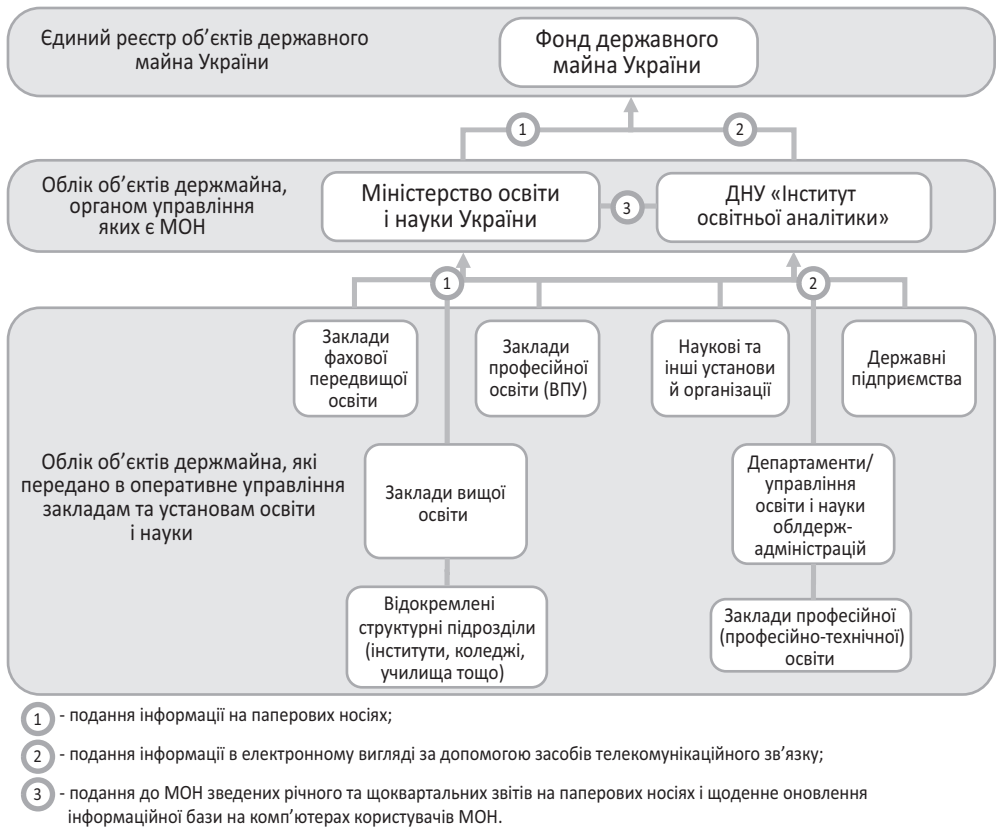 Єдиний реєстр об’єктів державного
майна України
Фонд державного
майна України
1
2
Облік об’єктів держмайна,
органом управління
яких є МОН
Міністерство освіти
і науки України
3
ДНУ «Інститут
освітньої аналітики»
1
2
Заклади
фахової
передвищої
освіти
Заклади
професійної
освіти (ВПУ)
Наукові та
інші установи
й організації
Державні
підприємства
Облік об’єктів держмайна, які
передано в оперативне управління
закладам та установам освіти
і науки
Заклади вищої
освіти
Департаменти/
управління
освіти і науки
облдерж-
адміністрацій
Відокремлені
структурні підрозділи
(інститути, коледжі,
училища тощо)
Заклади професійної
(професійно-технічної)
освіти
1 - подання інформації на паперових носіях;
2 - подання інформації в електронному вигляді за допомогою засобів телекомунікаційного зв’язку;
3 - подання до МОН зведених річного та щоквартальних звітів на паперових носіях і щоденне оновлення
інформаційної бази на комп’ютерах користувачів МОН.